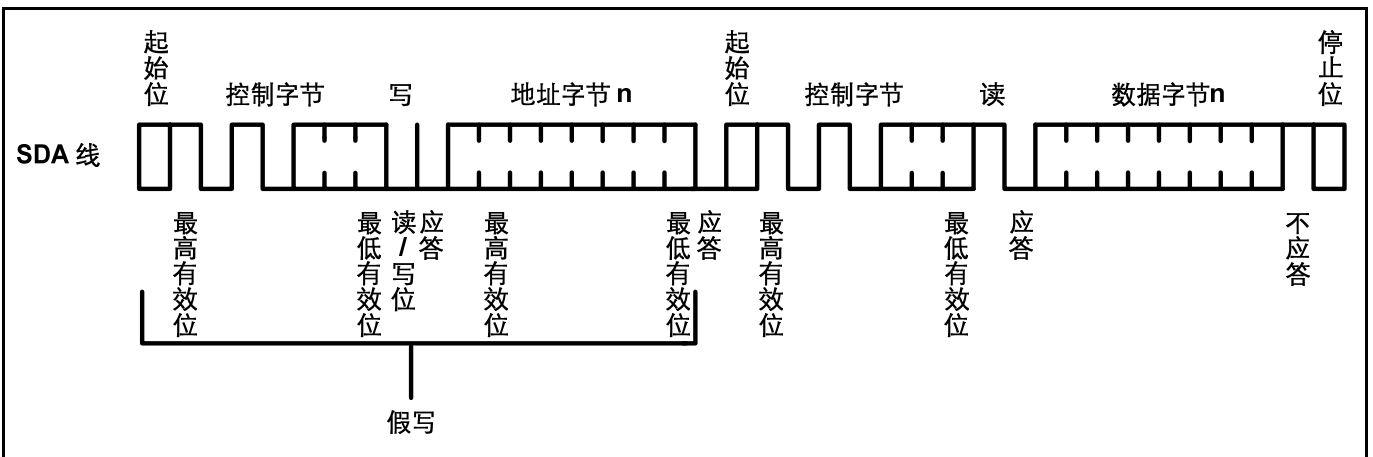 起始位
控制字节
写
地址字节 n
起始位
控制字节
读
数据字节n
停止位
SDA 线
最高有效位
最低有效位
读/写位
应答
最高有效位
最低有效位
应答
最高有效位
最低有效位
应答
不应答
假写